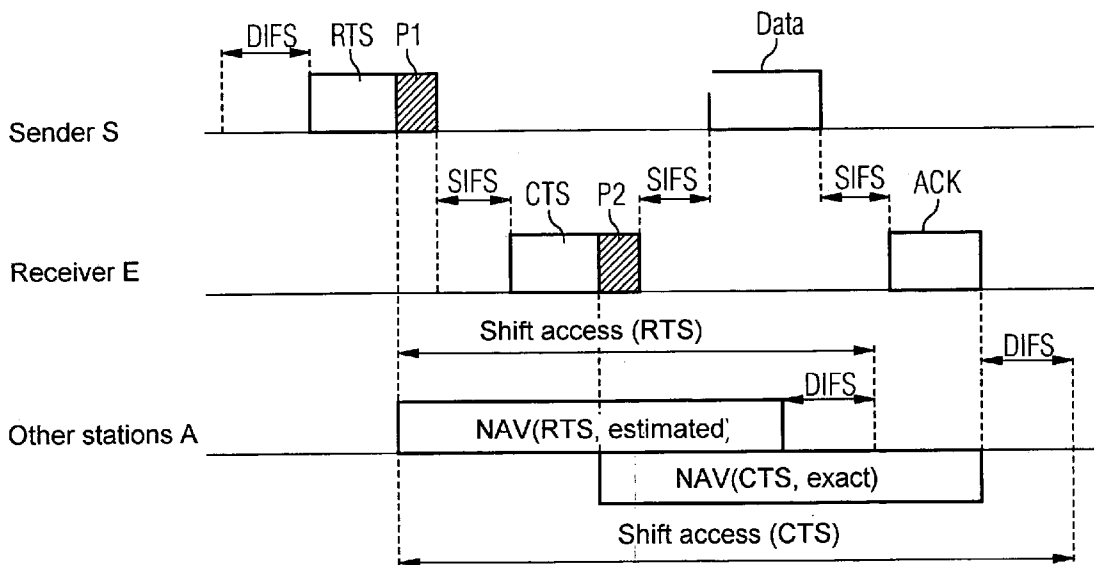 DIFS RTS P1 Data
Sender S
SIFS CTS P2 SIFS SIFS ACK
Receiver E
Shift access (RTS)
DIFS
DIFS
Other stations A NAV(RTS, estimated)
NAV(CTS, exact)
Shift access (CTS)